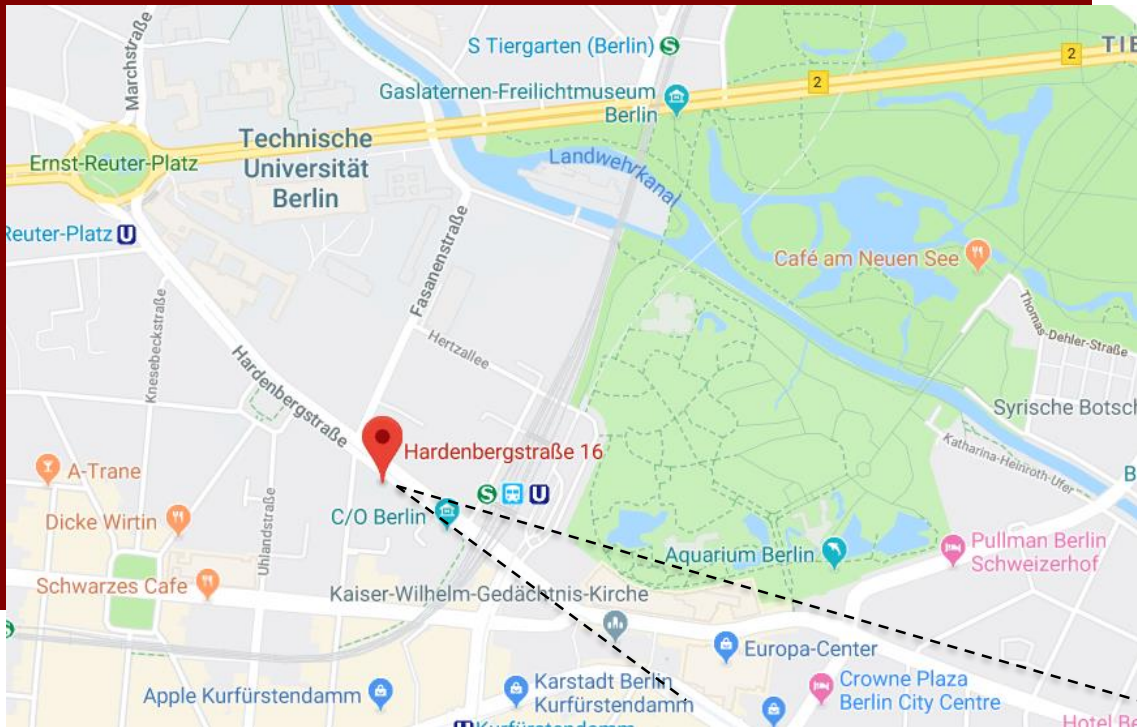 Marchstraße
S Tiergarten (Berlin) S
TIE
2
2
Gaslaternen-Freilichtmuseum
Berlin
Technische
Universität
Berlin
Ernst-Reuter-Platz
Landwehrkanal
Reuter-Platz U
Fasanenstraße
Café am Neuen See
Thomas-Dehler-Straße
Knesebeckstraße
Hertzallee
Hardenbergstraße
Syrische Botsch
Hardenbergstraße 16
Katharina-Heinroth-Ufer
A-Trane
B
S U
C/O Berlin
Dicke Wirtin
Uhlandstraße
Aquarium Berlin
Pullman Berlin
Schweizerhof
Schwarzes Cafe
Kaiser-Wilhelm-Gedächtnis-Kirche
S
Europa-Center
Apple Kurfürstendamm
Karstadt Berlin
Kurfürstendamm
Crowne Plaza
Berlin City Centre
U Kurfürstendamm
Hotel Be